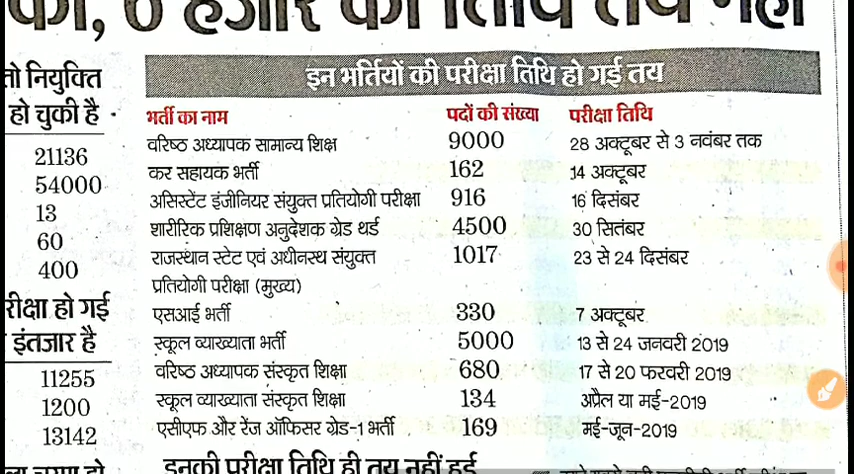 की, 6 हजार की तिथि तय नहीं
तो नियुक्ति
हो चुकी है
21136
54000
13
60
400
रीक्षा हो गई
इंतजार है
11255
1200
13142
इन भर्तियों की परीक्षा तिथि हो गई तय
भर्ती का नाम पदों की संख्या परीक्षा तिथि
वरिष्ठ अध्यापक सामान्य शिक्ष 9000 28 अक्टूबर से 3 नवंबर तक
कर सहायक भर्ती 162 14 अक्टूबर
असिस्टेंट इंजीनियर संयुक्त प्रतियोगी परीक्षा 916 16 दिसंबर
शारीरिक प्रशिक्षण अनुदेशक ग्रेड थर्ड 4500 30 सितंबर
राजस्थान स्टेट एवं अधीनस्थ संयुक्त 1017 23 से 24 दिसंबर
प्रतियोगी परीक्षा (मुख्य)
एसआई भर्ती 330 7 अक्टूबर
स्कूल व्याख्याता भर्ती 5000 13 से 24 जनवरी 2019
वरिष्ठ अध्यापक संस्कृत शिक्षा 680 17 से 20 फरवरी 2019
स्कूल व्याख्याता संस्कृत शिक्षा 134 अप्रैल या मई-2019
एसीएफ और रेंज ऑफिसर ग्रेड-1 भर्ती 169 मई-जून-2019
इनकी परीक्षा तिथि ही तय नहीं हुई